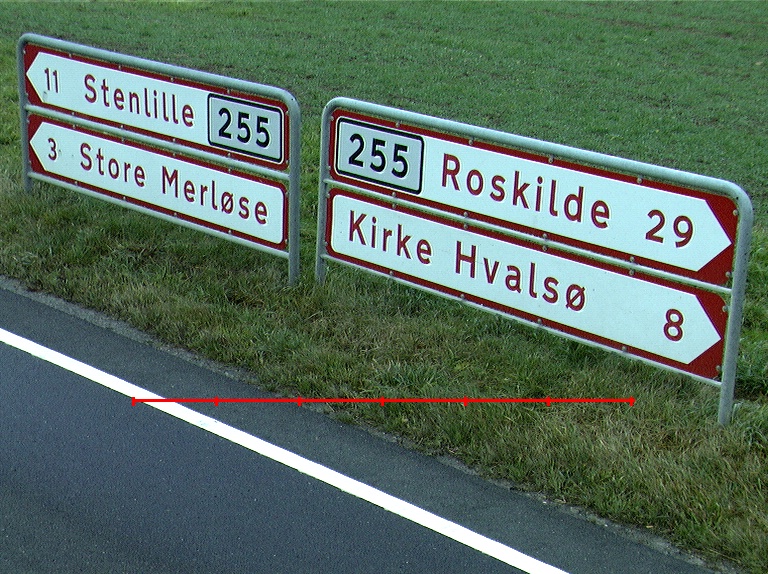 11 Stenlille 255
3 Store Merløse
255 Roskilde 29
Kirke Hvalsø 8